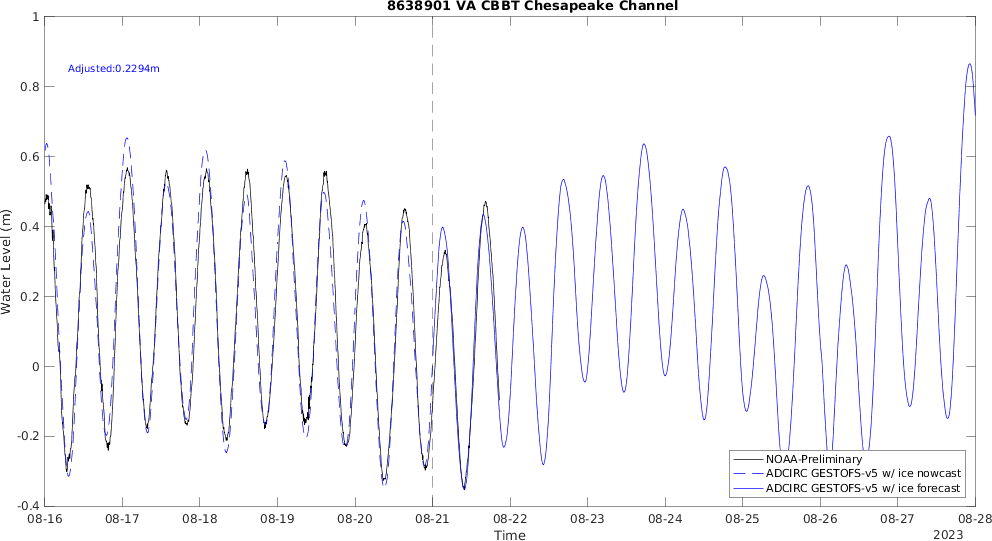 8638901 VA CBBT Chesapeake Channel
1
Adjusted:0.2294m
0.8
0.6
0.4
0.2
0
-0.2
-0.4
Water Level (m)
NOAA-Preliminary
ADCIRC GESTOFS-v5 w/ ice nowcast
ADCIRC GESTOFS-v5 w/ ice forecast
08-16 08-17 08-18 08-19 08-20 08-21 08-22 08-23 08-24 08-25 08-26 08-27 08-28
Time
2023